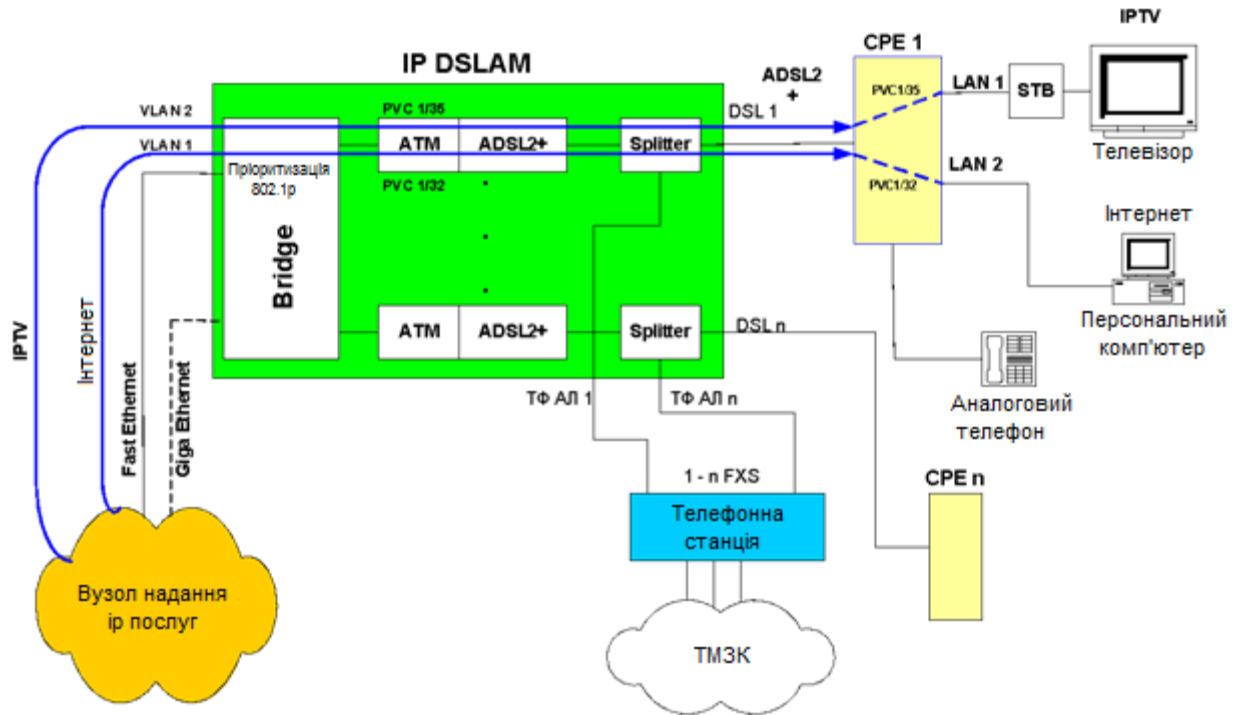 IPTV
CPE 1
IP DSLAM
ADSL2
+
VLAN 2
PVC 1/35
DSL 1
PVC1/35
LAN 1
STB
VLAN 1
Пріоритизація
802.1p
ATM
ADSL2+
Splitter
Телевізор
PVC 1/32
PVC1/32
LAN 2
Bridge
Інтернет
ATM
ADSL2+
Splitter
DSL n
Персональний
комп'ютер
IPTV
Інтернет
Fast Ethernet
Giga Ethernet
ТФ АЛ 1
ТФ АЛ n
Аналоговий
телефон
1 - n FXS
CPE n
Телефонна
станція
Вузол надання
ір послуг
ТМЗК